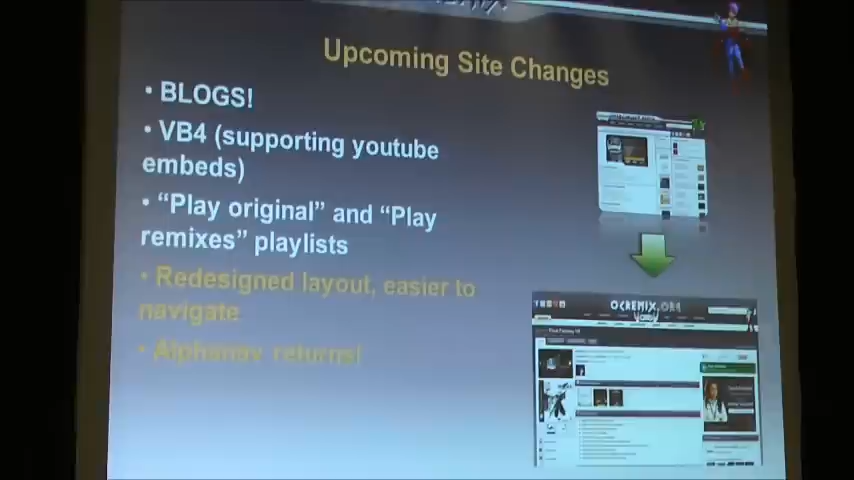 Upcoming Site Changes
• BLOGS!
• VB4 (supporting youtube
embeds)
• “Play original” and “Play
remixes” playlists
• Redesigned layout, easier to
navigate
• Alphanav returns!
OCREMIX.ORG